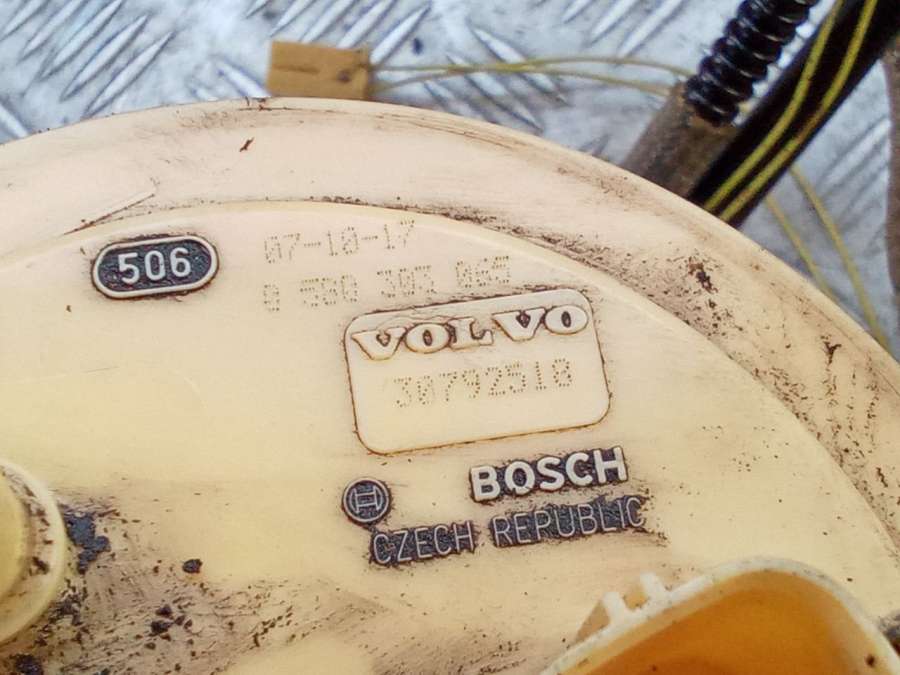 506
07-10-17
0 580 303 065
VOLVO
30792518
BOSCH
CZECH REPUBLIC